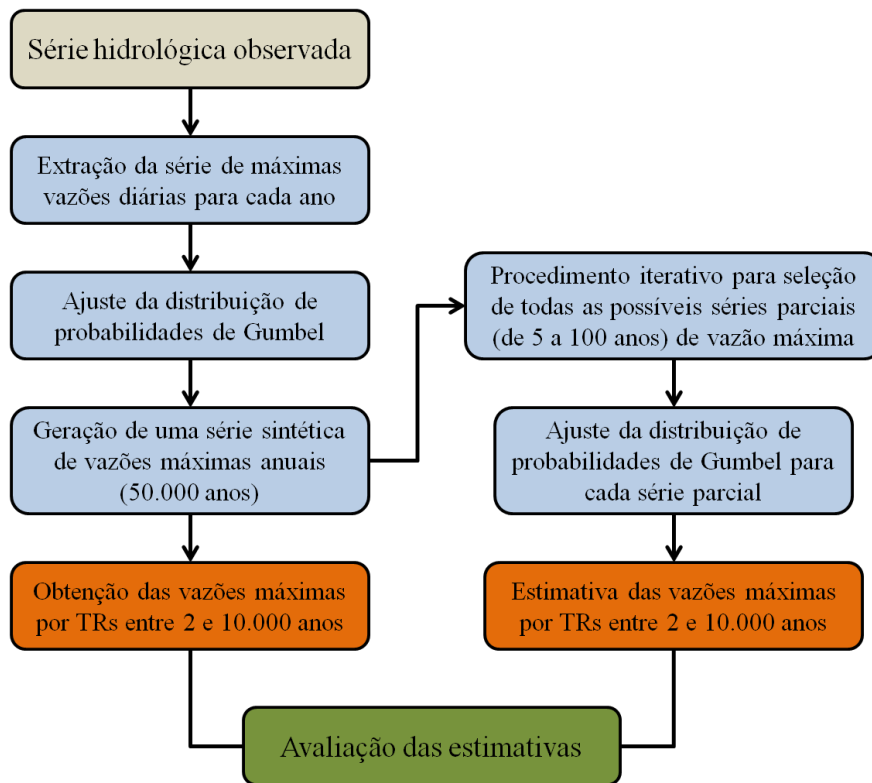 Série hidrológica observada
Extração da série de máximas
vazões diárias para cada ano
Ajuste da distribuição de
probabilidades de Gumbel
Geração de uma série sintética
de vazões máximas anuais
(50.000 anos)
Obtenção das vazões máximas
por TRs entre 2 e 10.000 anos
Procedimento iterativo para seleção
de todas as possíveis séries parciais
(de 5 a 100 anos) de vazão máxima
Ajuste da distribuição de
probabilidades de Gumbel para
cada série parcial
Estimativa das vazões máximas
por TRs entre 2 e 10.000 anos
Avaliação das estimativas